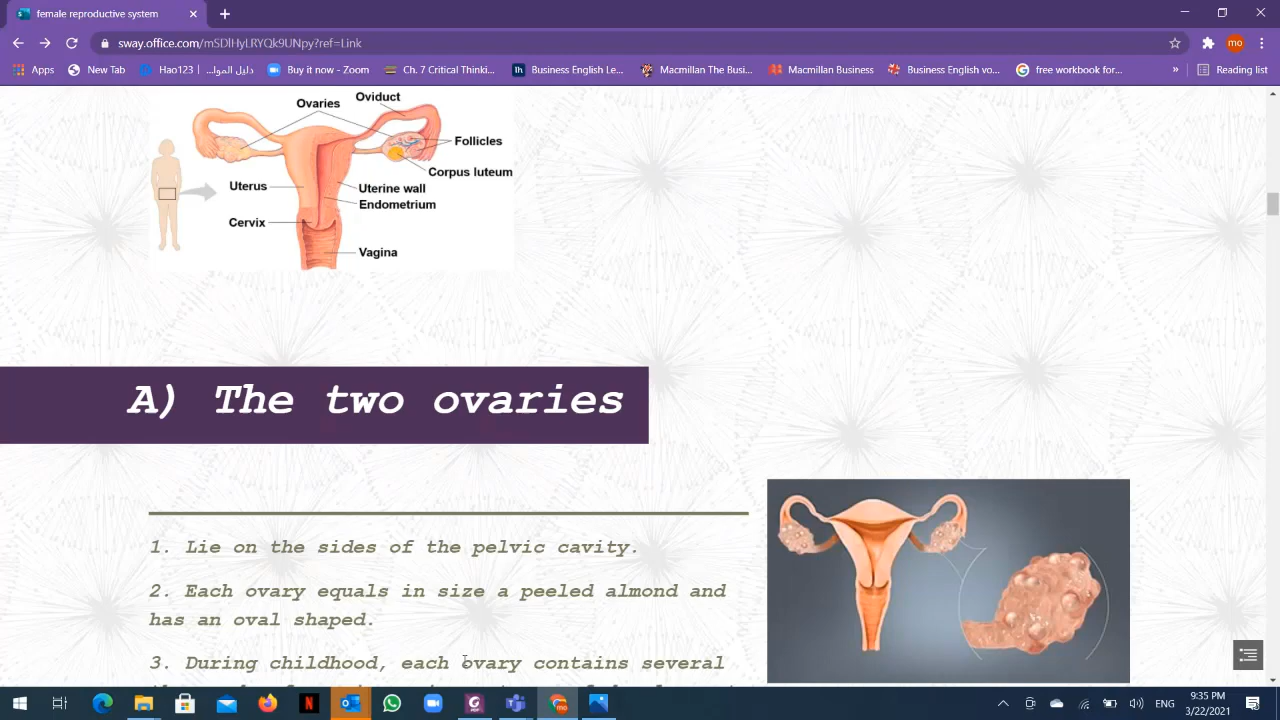 female reproductive system
sway.office.com/mSDlHyLRYQk9UNpy?ref=Link
mo
Apps
New Tab
Hao123 | دليل الموا...
Buy it now - Zoom
Ch. 7 Critical Thinki...
Business English Le...
Macmillan The Busi...
Macmillan Business
Business English vo...
free workbook for...
Reading list
Ovaries
Oviduct
Follicles
Corpus luteum
Uterus
Uterine wall
Endometrium
Cervix
Vagina
A) The two ovaries
1. Lie on the sides of the pelvic cavity.
2. Each ovary equals in size a peeled almond and
has an oval shaped.
3. During childhood, each ovary contains several
ENG
9:35 PM
3/22/2021